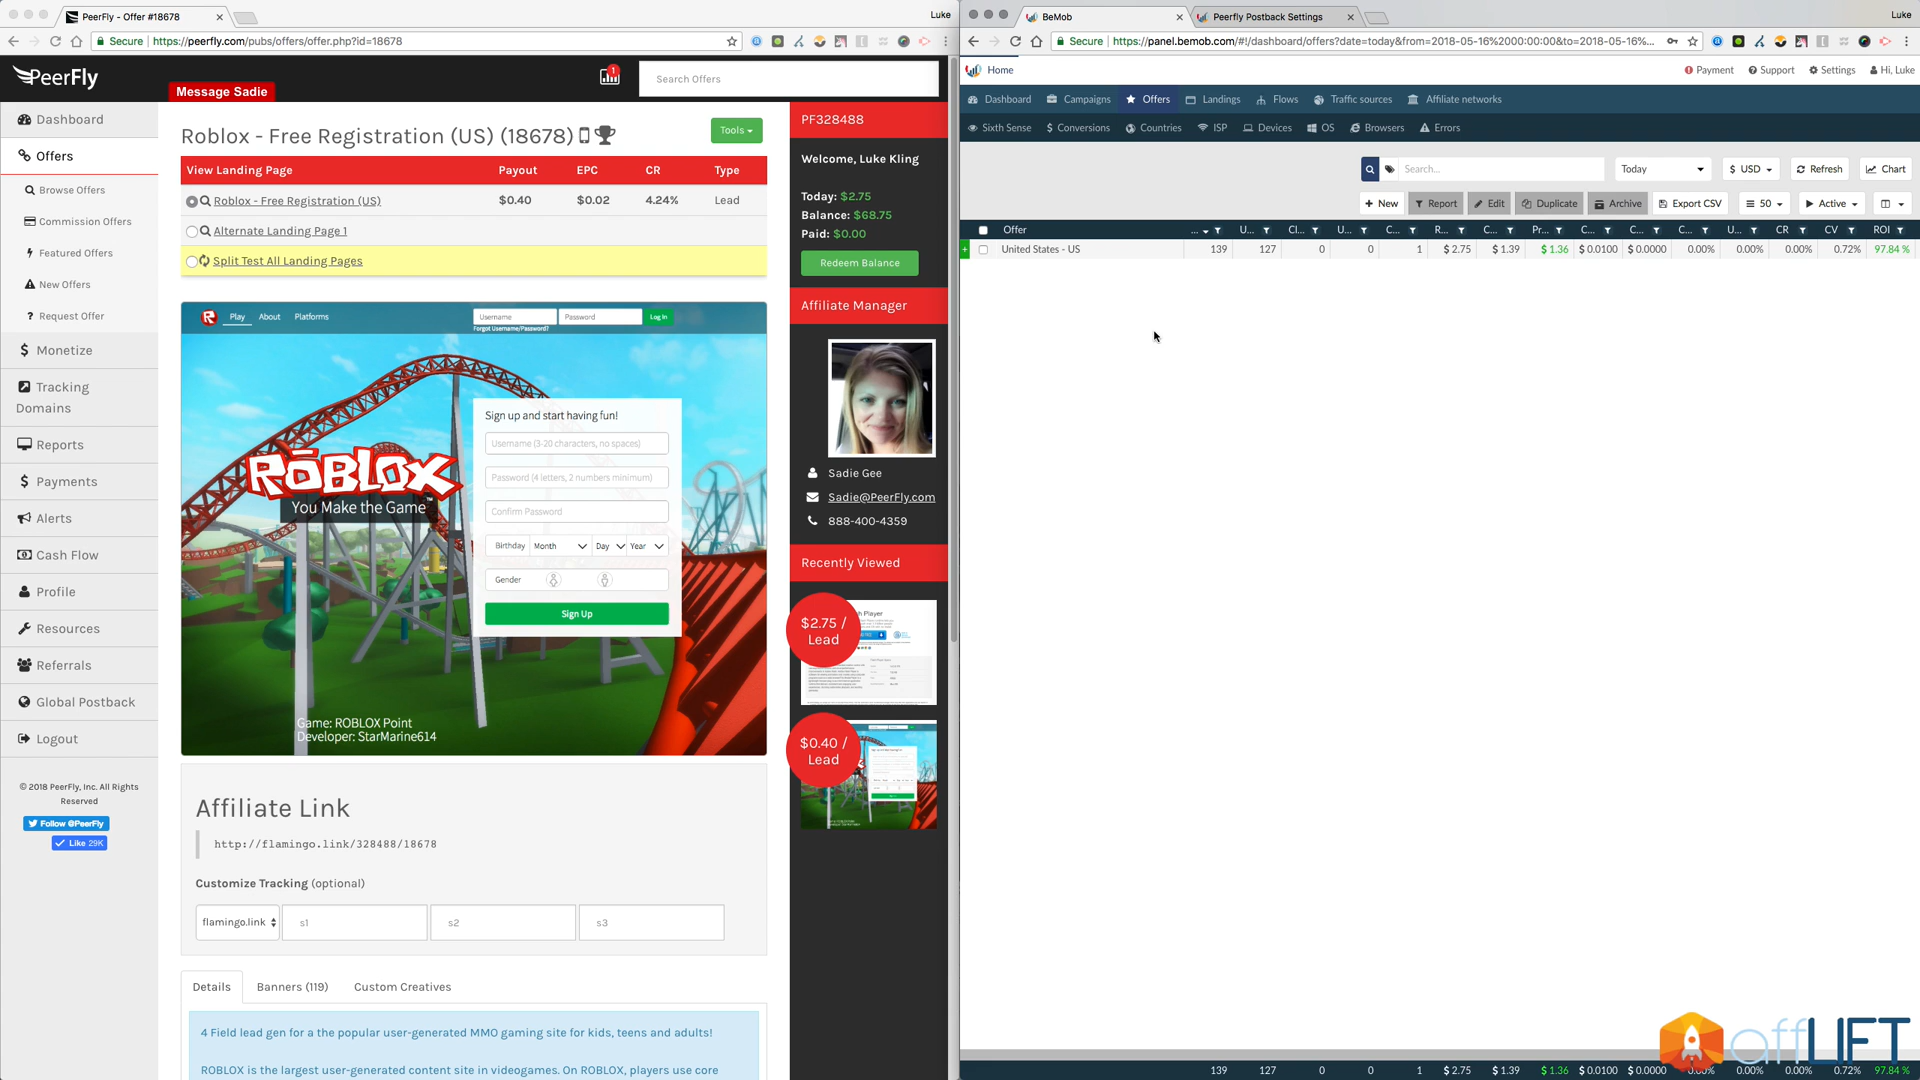 PeerFly - Offer #18678
Luke
Secure
https://peerfly.com/pubs/offers/offer.php?id=18678
PeerFly
Message Sadie
1
Search Offers
Dashboard
Offers
Browse Offers
Commission Offers
Featured Offers
New Offers
Request Offer
Monetize
Tracking
Domains
Reports
Payments
Alerts
Cash Flow
Profile
Resources
Referrals
Global Postback
Logout
© 2018 PeerFly, Inc. All Rights
Reserved
Follow @PeerFly
Like 29K
Roblox - Free Registration (US) (18678)
Tools
View Landing Page Payout EPC CR Type
Roblox - Free Registration (US) $0.40 $0.02 4.24% Lead
Alternate Landing Page 1
Split Test All Landing Pages
Play About Platforms
Username Password Log In
Forgot Username/Password?
Sign up and start having fun!
Username (3-20 characters, no spaces)
Password (4 letters, 2 numbers minimum)
Confirm Password
Birthday Month Day Year
Gender
Sign Up
ROBLOX
You Make the Game™
Game: ROBLOX Point
Developer: StarMarine614
Affiliate Link
http://flamingo.link/328488/18678
Customize Tracking (optional)
flamingo.link s1 s2 s3
Details Banners (119) Custom Creatives
4 Field lead gen for a the popular user-generated MMO gaming site for kids, teens and adults!
ROBLOX is the largest user-generated content site in videogames. On ROBLOX, players use core
PF328488
Welcome, Luke Kling
Today: $2.75
Balance: $68.75
Paid: $0.00
Redeem Balance
Affiliate Manager
Sadie Gee
Sadie@PeerFly.com
888-400-4359
Recently Viewed
$2.75 /
Lead
$0.40 /
Lead
BeMob
Peerfly Postback Settings
Luke
Secure
https://panel.bemob.com/#!/dashboard/offers?date=today&from=2018-05-16%2000:00:00&to=2018-05-16%...
Home
Payment Support Settings Hi, Luke
Dashboard Campaigns Offers Landings Flows Traffic sources Affiliate networks
Sixth Sense Conversions Countries ISP Devices OS Browsers Errors
Search... Today $ USD Refresh Chart
+ New Report Edit Duplicate Archive Export CSV 50 Active
Offer ... U... Cl... U... C... R... C... Pr... C... C... C... U... CR CV ROI
+ United States - US 139 127 0 0 1 $ 2.75 $ 1.39 $ 1.36 $ 0.0100 $ 0.0000 0.00% 0.00% 0.00% 0.72% 97.84 %
affLIFT
139 127 0 0 1 $ 2.75 $ 1.39 $ 1.36 $ 0.0100 $ 0.0000 0.00% 0.00% 0.00% 0.72% 97.84 %